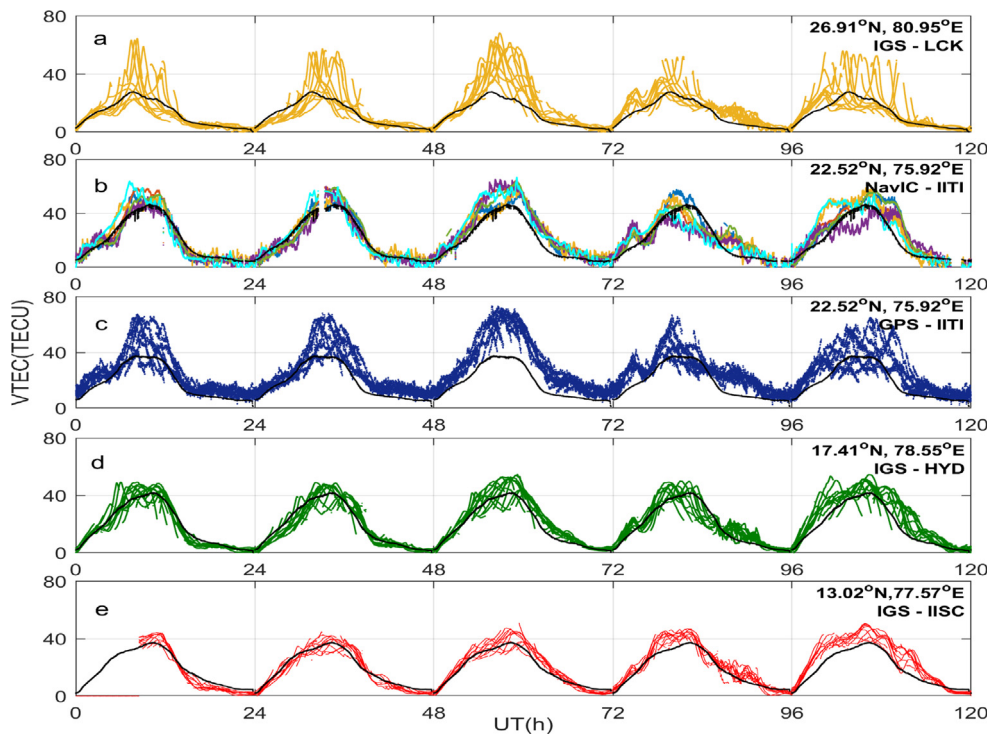 80
a
26.91°N, 80.95°E
IGS - LCK
40
0
0 24 48 72 96 120
80
b
22.52°N, 75.92°E
NavIC - IITI
40
0
0 24 48 72 96 120
80
c
22.52°N, 75.92°E
GPS - IITI
40
0
0 24 48 72 96 120
VTEC(TECU)
80
d
17.41°N, 78.55°E
IGS - HYD
40
0
0 24 48 72 96 120
80
e
13.02°N,77.57°E
IGS - IISC
40
0
0 24 48 72 96 120
UT(h)